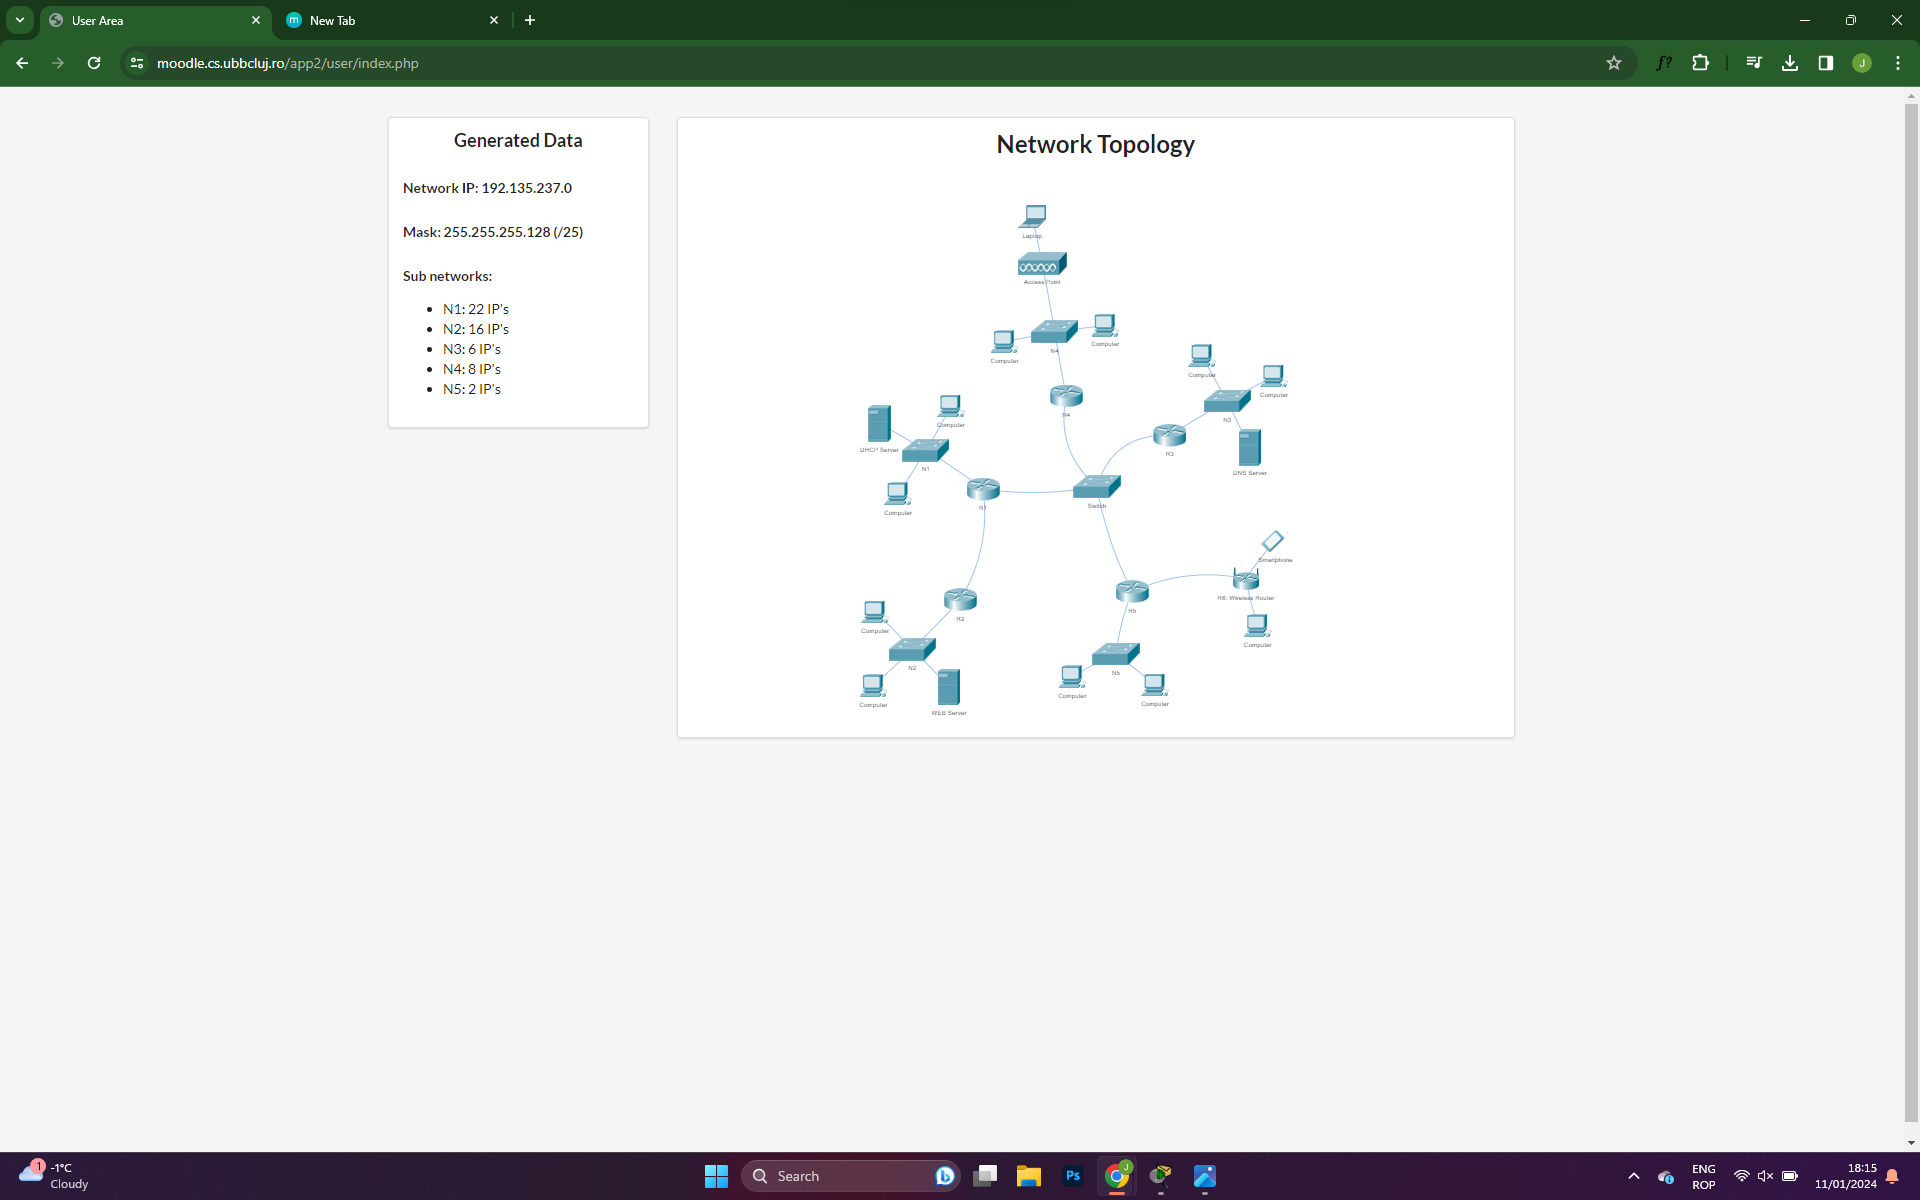 User Area
New Tab
moodle.cs.ubbcluj.ro/app2/user/index.php
f?
J
Generated Data
Network IP: 192.135.237.0
Mask: 255.255.255.128 (/25)
Sub networks:
N1: 22 IP's
N2: 16 IP's
N3: 6 IP's
N4: 8 IP's
N5: 2 IP's
Network Topology
Laptop
Access Point
Computer
N4
Computer
Computer
Computer
N3
R4
Computer
DHCP Server
N1
R3
DNS Server
Computer
R1
Switch
Smartphone
R6: Wireless Router
R5
Computer
R2
Computer
N2
N5
Computer
WEB Server
Computer
Computer
1
-1°C
Cloudy
Search
Ps
J
ENG
ROP
18:15
11/01/2024